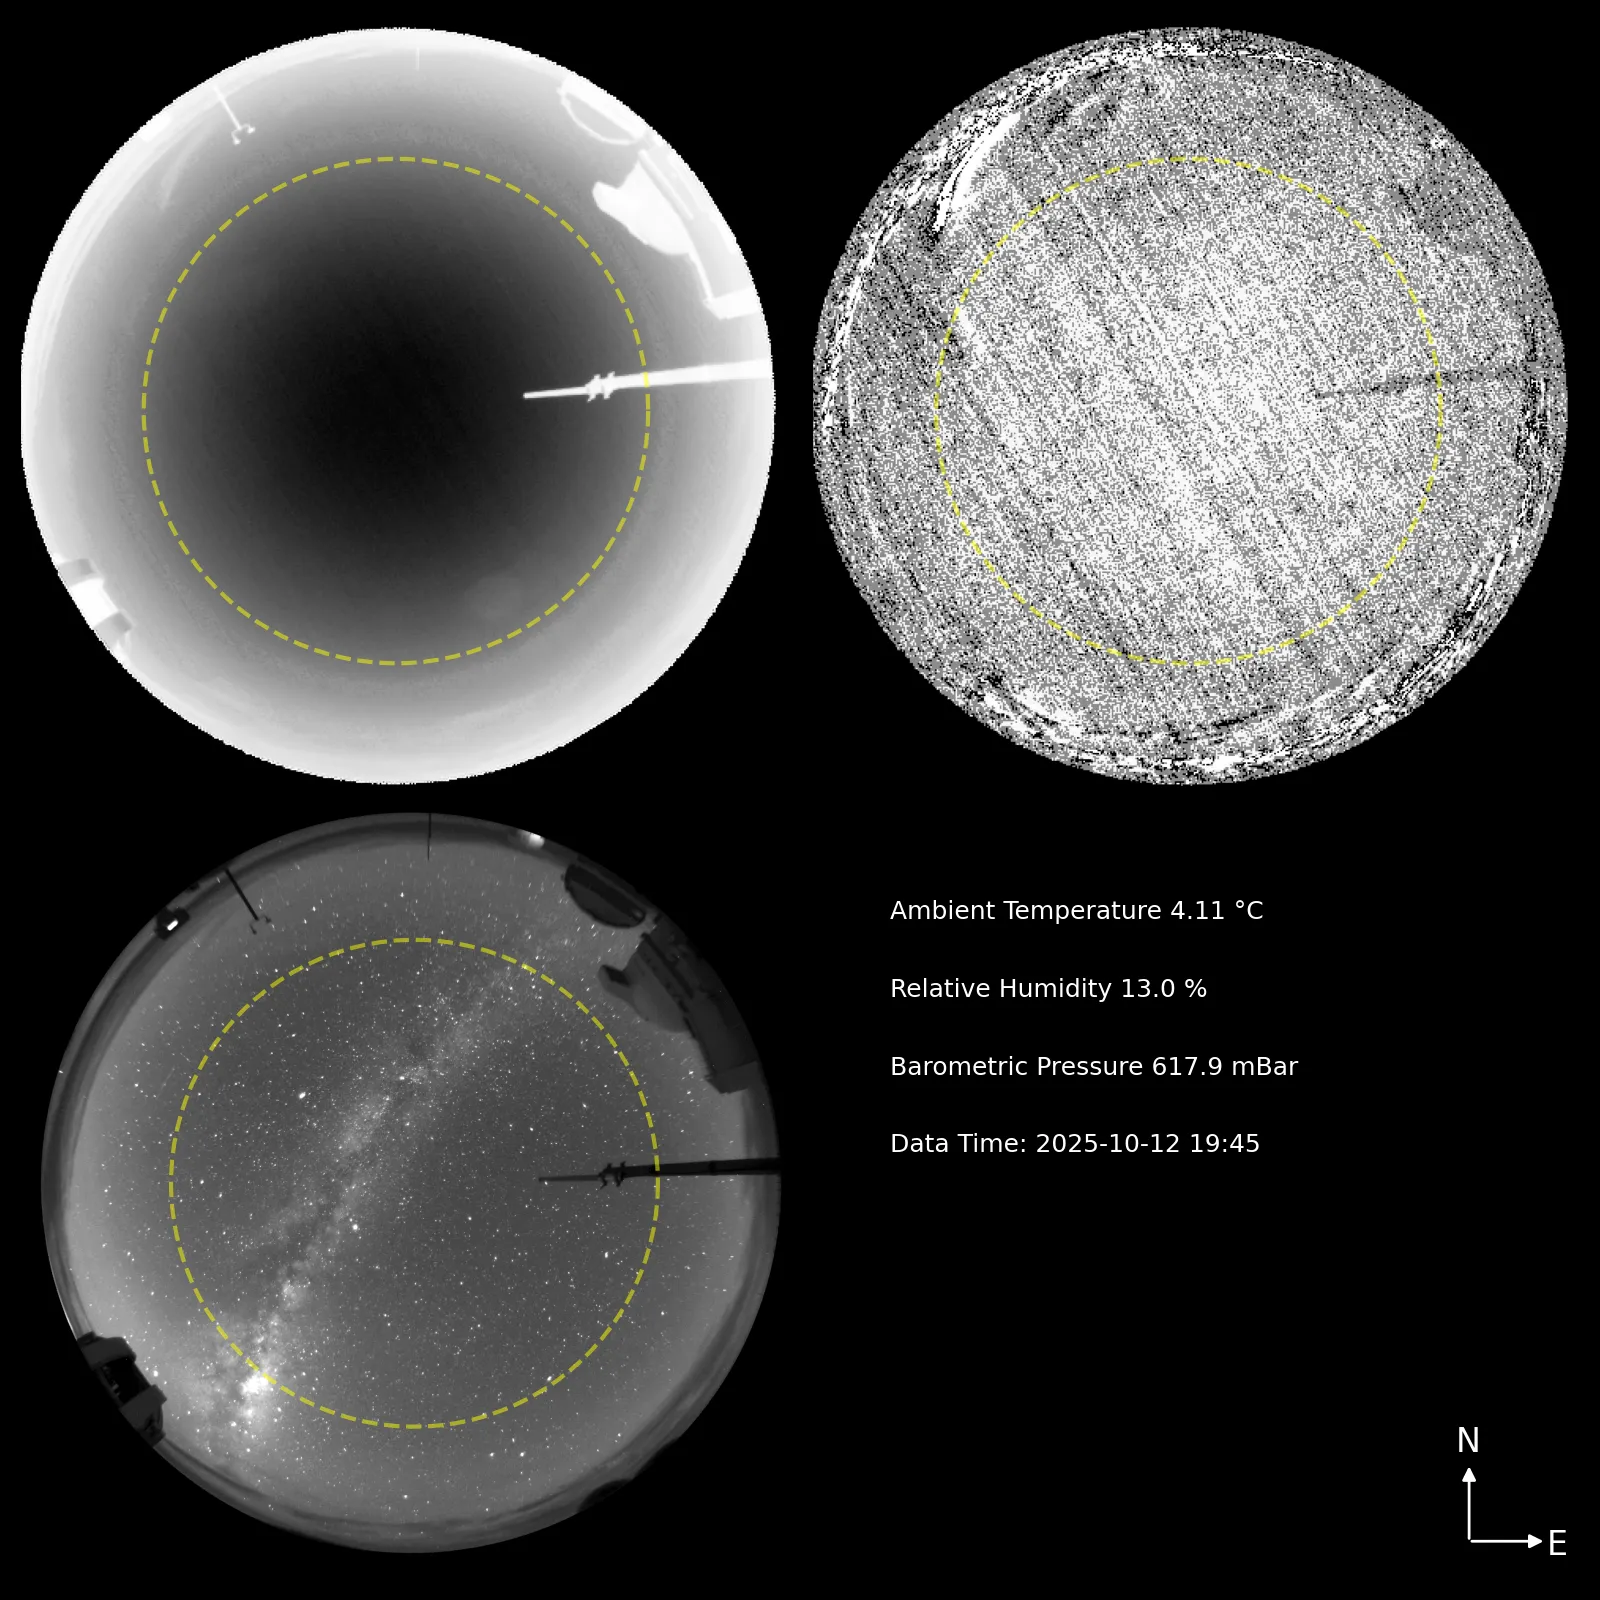 Ambient Temperature 4.11 °C
Relative Humidity 13.0 %
Barometric Pressure 617.9 mBar
Data Time: 2025-10-12 19:45
N
E